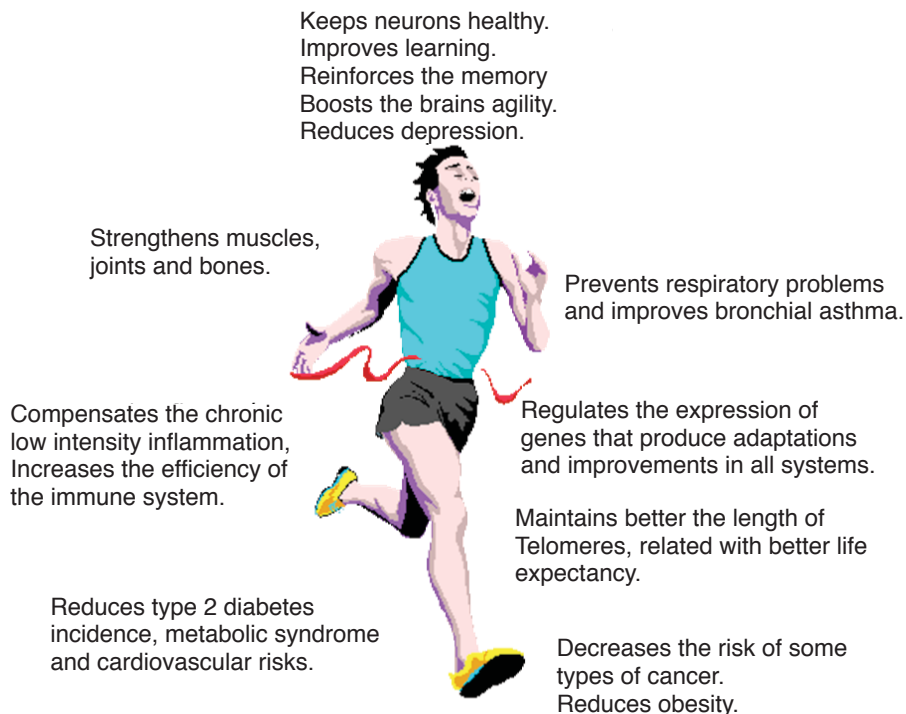 Keeps neurons healthy.
Improves learning.
Reinforces the memory
Boosts the brains agility.
Reduces depression.
Strengthens muscles,
joints and bones.
Prevents respiratory problems
and improves bronchial asthma.
Compensates the chronic
low intensity inflammation,
Increases the efficiency of
the immune system.
Regulates the expression of
genes that produce adaptations
and improvements in all systems.
Maintains better the length of
Telomeres, related with better life
expectancy.
Reduces type 2 diabetes
incidence, metabolic syndrome
and cardiovascular risks.
Decreases the risk of some
types of cancer.
Reduces obesity.